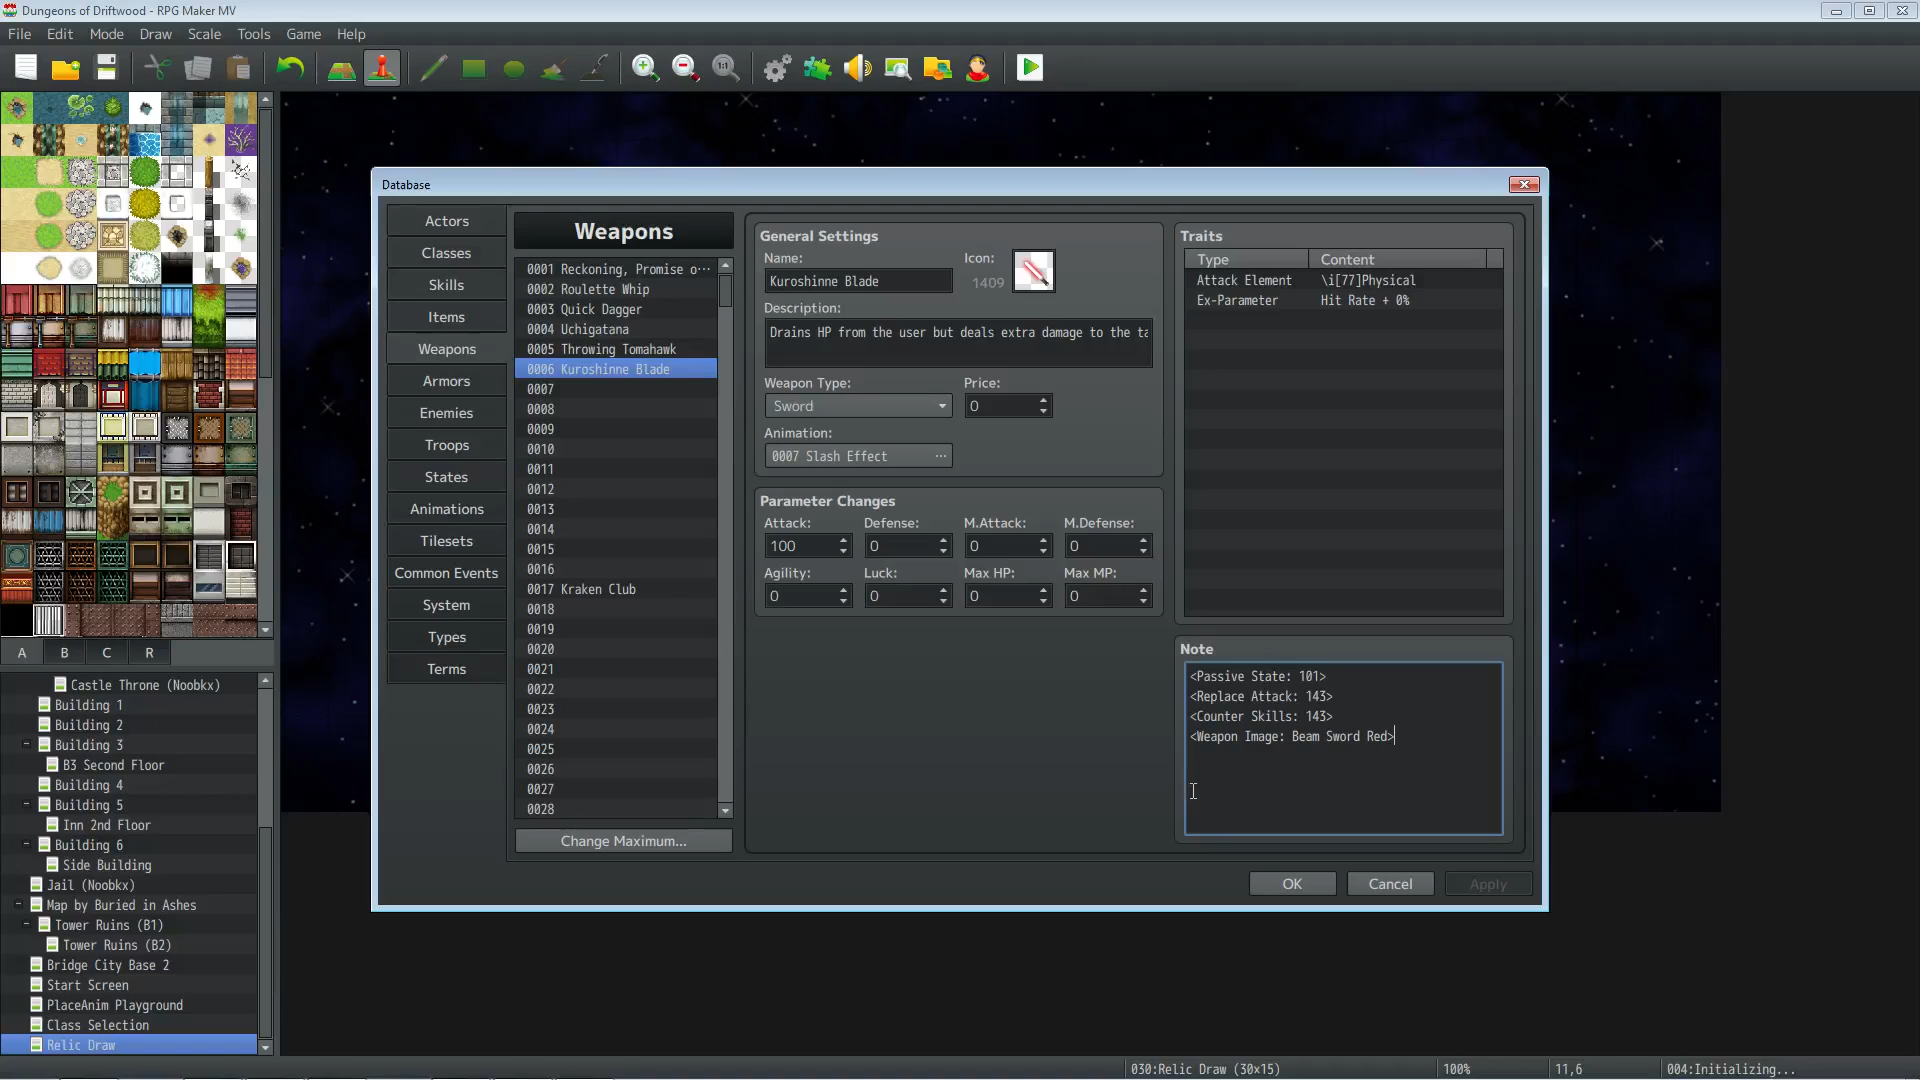 Dungeons of Driftwood - RPG Maker MV
File Edit Mode Draw Scale Tools Game Help
1:1
Database
Actors
Classes
Skills
Items
Weapons
Armors
Enemies
Troops
States
Animations
Tilesets
Common Events
System
Types
Terms
Weapons
0001 Reckoning, Promise o···
0002 Roulette Whip
0003 Quick Dagger
0004 Uchigatana
0005 Throwing Tomahawk
0006 Kuroshinne Blade
0007
0008
0009
0010
0011
0012
0013
0014
0015
0016
0017 Kraken Club
0018
0019
0020
0021
0022
0023
0024
0025
0026
0027
0028
Change Maximum...
General Settings
Name:
Kuroshinne Blade
Icon:
1409
Description:
Drains HP from the user but deals extra damage to the ta
Weapon Type:
Sword
Price:
0
Animation:
0007 Slash Effect ...
Parameter Changes
Attack: Defense: M.Attack: M.Defense:
100 0 0 0
Agility: Luck: Max HP: Max MP:
0 0 0 0
Traits
Type Content
Attack Element \i[77]Physical
Ex-Parameter Hit Rate + 0%
Note
<Passive State: 101>
<Replace Attack: 143>
<Counter Skills: 143>
<Weapon Image: Beam Sword Red>
OK Cancel Apply
A B C R
Castle Throne (Noobkx)
Building 1
Building 2
Building 3
B3 Second Floor
Building 4
Building 5
Inn 2nd Floor
Building 6
Side Building
Jail (Noobkx)
Map by Buried in Ashes
Tower Ruins (B1)
Tower Ruins (B2)
Bridge City Base 2
Start Screen
PlaceAnim Playground
Class Selection
Relic Draw
030:Relic Draw (30x15) 100% 11,6 004:Initializing...